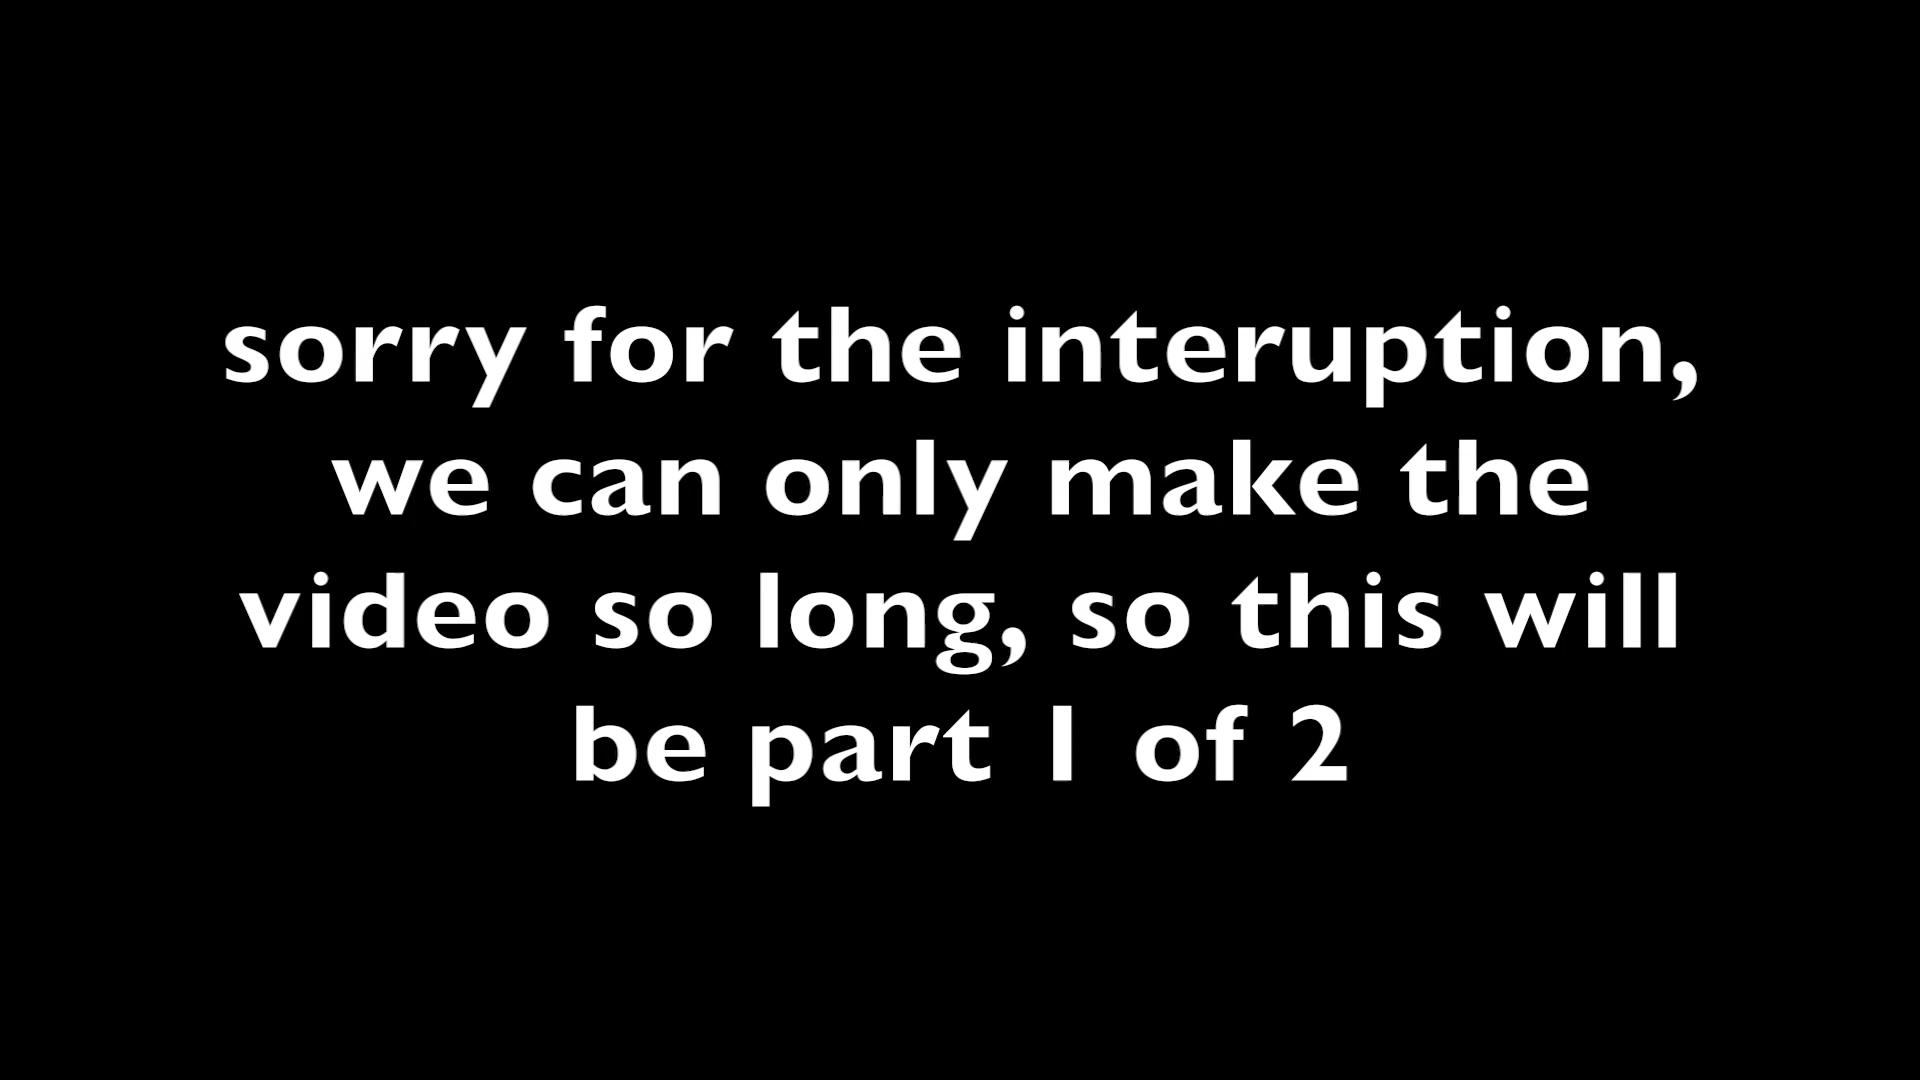 sorry for the interuption,
we can only make the
video so long, so this will
be part 1 of 2